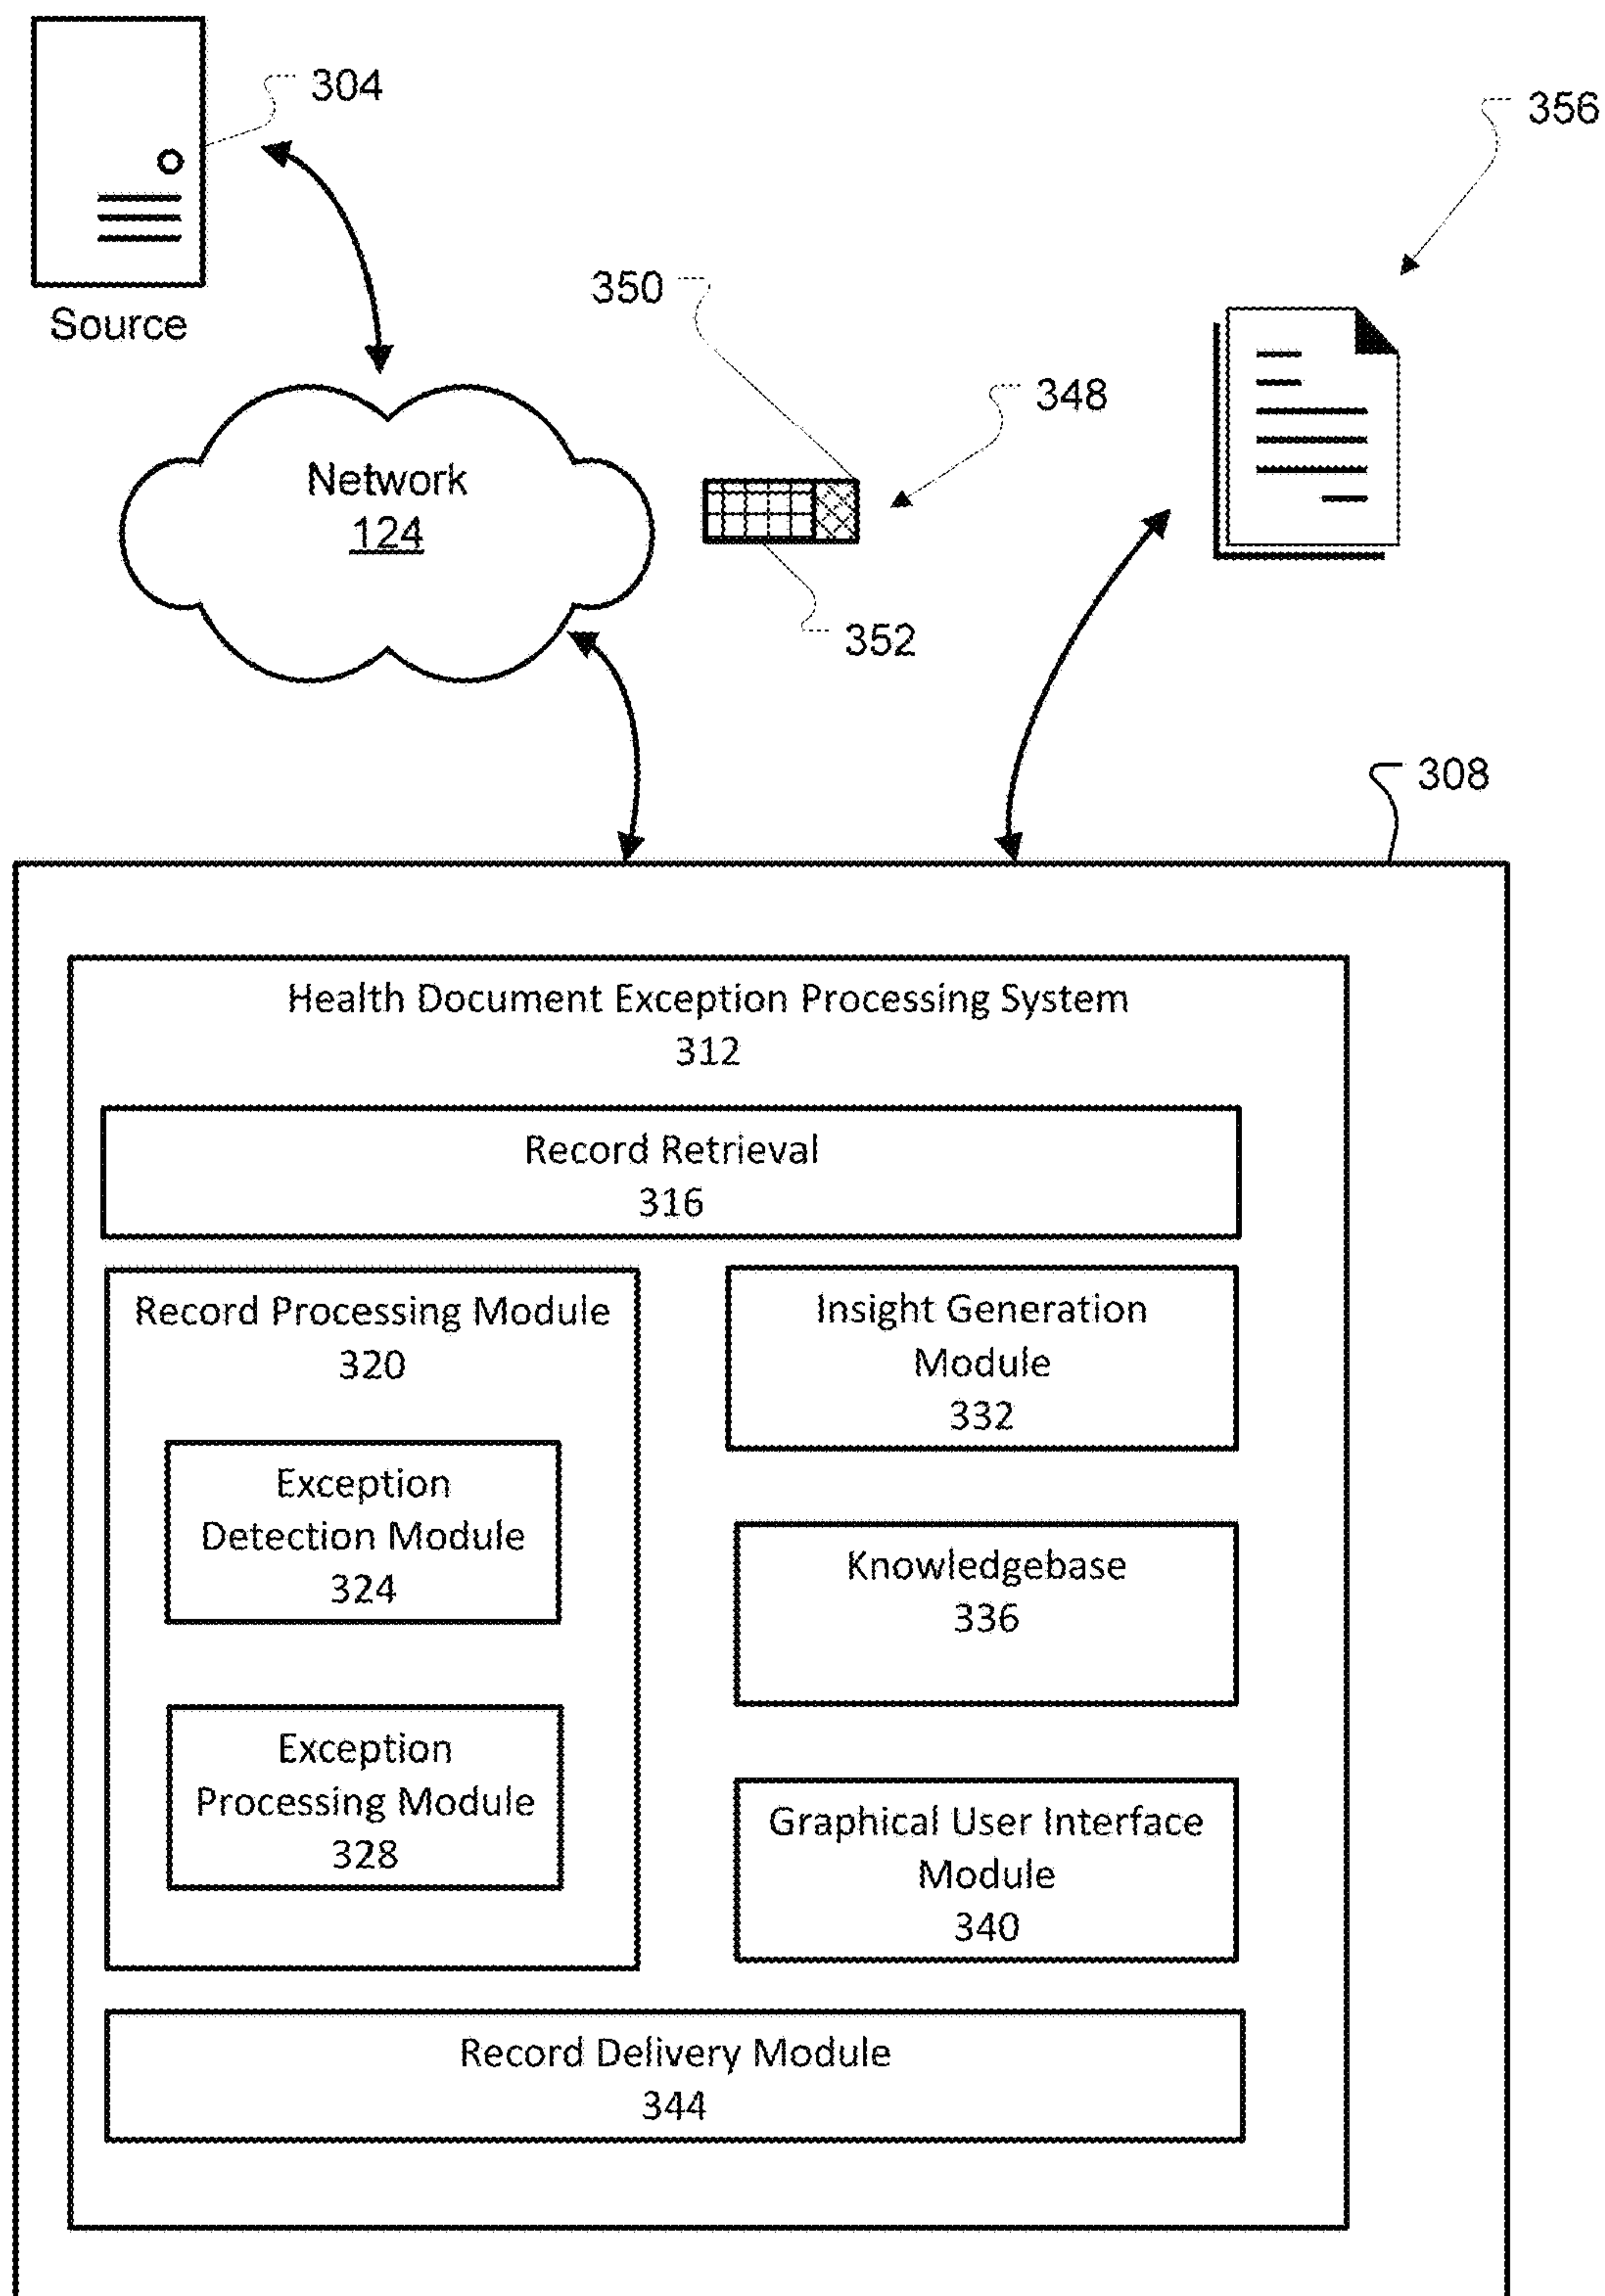 304
356
Source
350
348
Network
124
352
308
Health Document Exception Processing System
312
Record Retrieval
316
Record Processing Module
320
Exception
Detection Module
324
Exception
Processing Module
328
Insight Generation
Module
332
Knowledgebase
336
Graphical User Interface
Module
340
Record Delivery Module
344